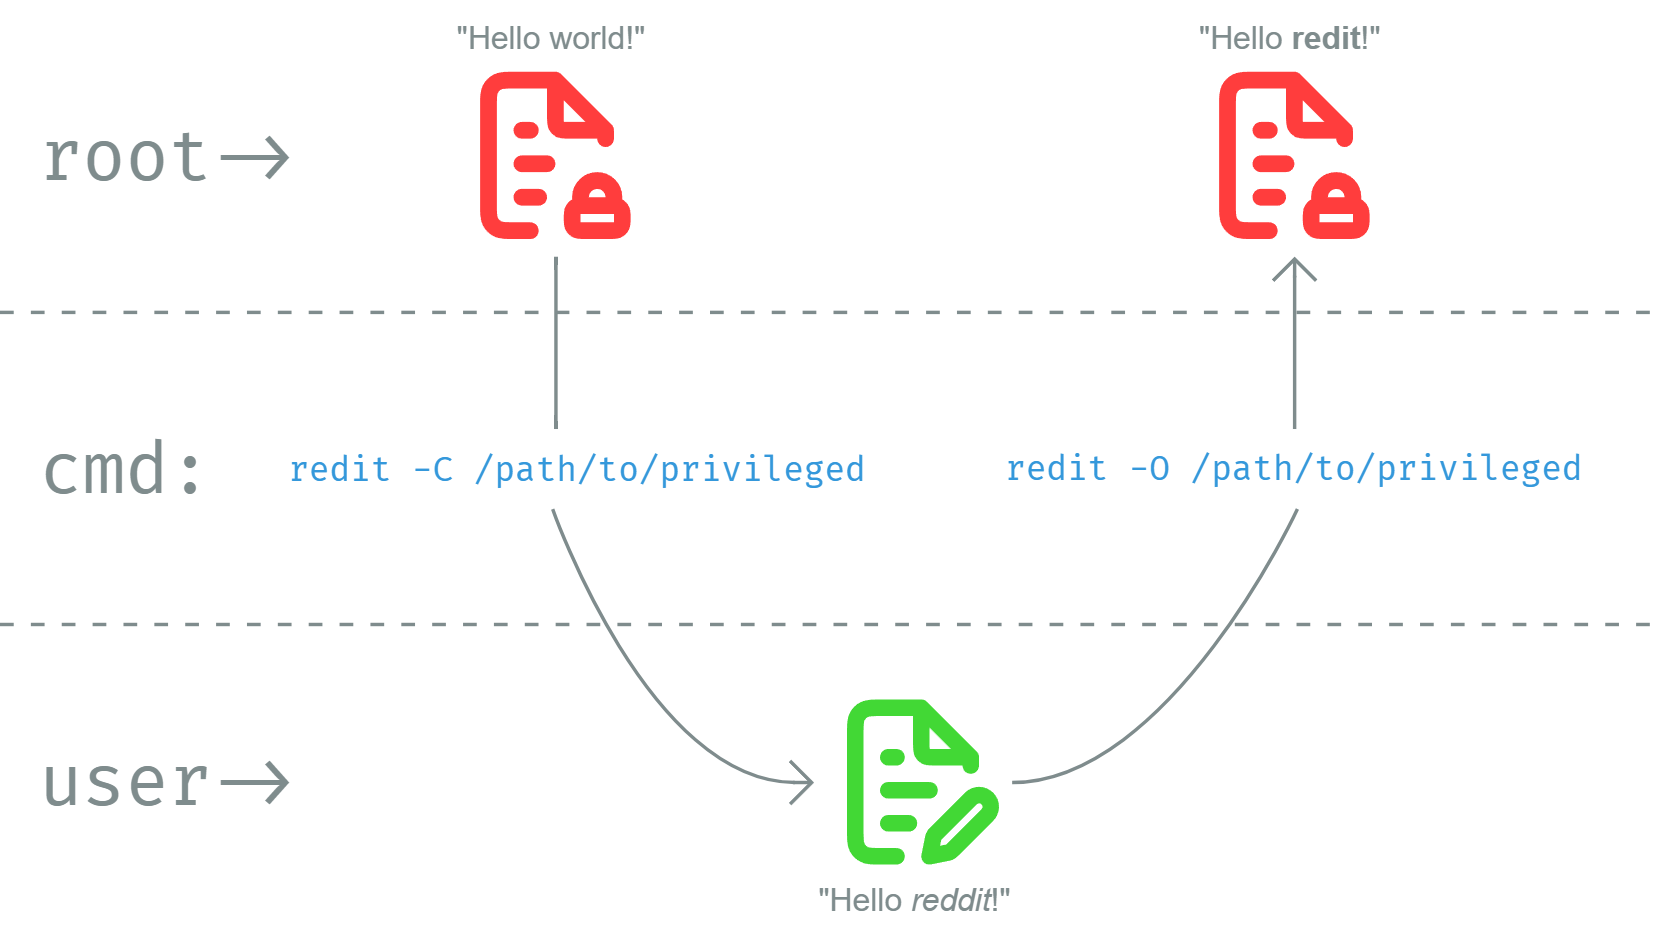 "Hello world!"
"Hello redit!"
root->
cmd:
redit -C /path/to/privileged
redit -O /path/to/privileged
user->
"Hello reddit!"